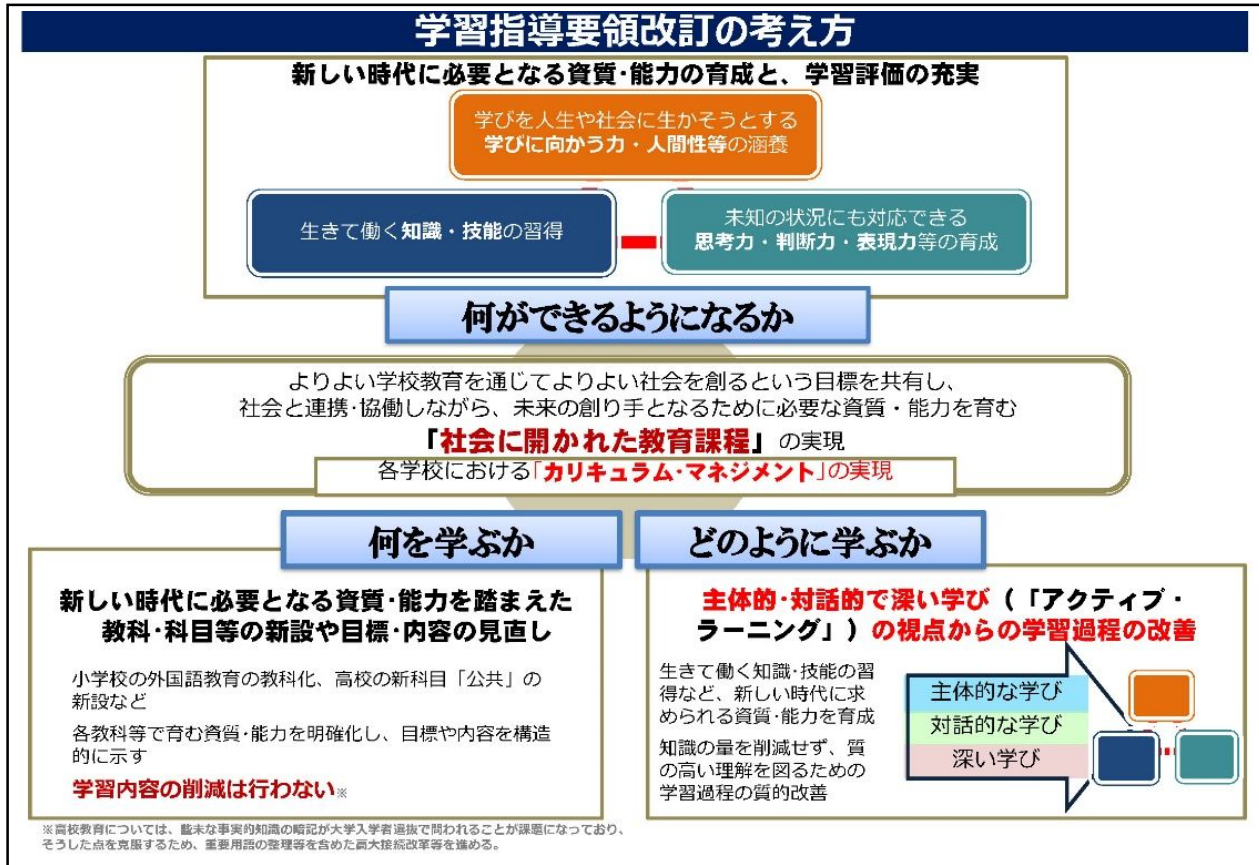 学習指導要領改訂の考え方
新しい時代に必要となる資質・能力の育成と、学習評価の充実
学びを人生や社会に生かそうとする
学びに向かう力・人間性等の涵養
生きて働く知識・技能の習得
未知の状況にも対応できる
思考力・判断力・表現力等の育成
何ができるようになるか
よりよい学校教育を通じてよりよい社会を創るという目標を共有し、
社会と連携・協働しながら、未来の創り手となるために必要な資質・能力を育む
「社会に開かれた教育課程」の実現
各学校における「カリキュラム・マネジメント」の実現
何を学ぶか
新しい時代に必要となる資質・能力を踏まえた
教科・科目等の新設や目標・内容の見直し
小学校の外国語教育の教科化、高校の新科目「公共」の
新設など
各教科等で育む資質・能力を明確化し、目標や内容を構造
的に示す
学習内容の削減は行わない※
どのように学ぶか
主体的・対話的で深い学び（「アクティブ・
ラーニング」）の視点からの学習過程の改善
生きて働く知識・技能の習
得など、新しい時代に求
められる資質・能力を育成
知識の量を削減せず、質
の高い理解を図るための
学習過程の質的改善
主体的な学び
対話的な学び
深い学び
※高校教育については、些末な事実的知識の暗記が大学入学者選抜で問われることが課題になっており、
そうした点を克服するため、重要用語の整理等を含めた高大接続改革等を進める。